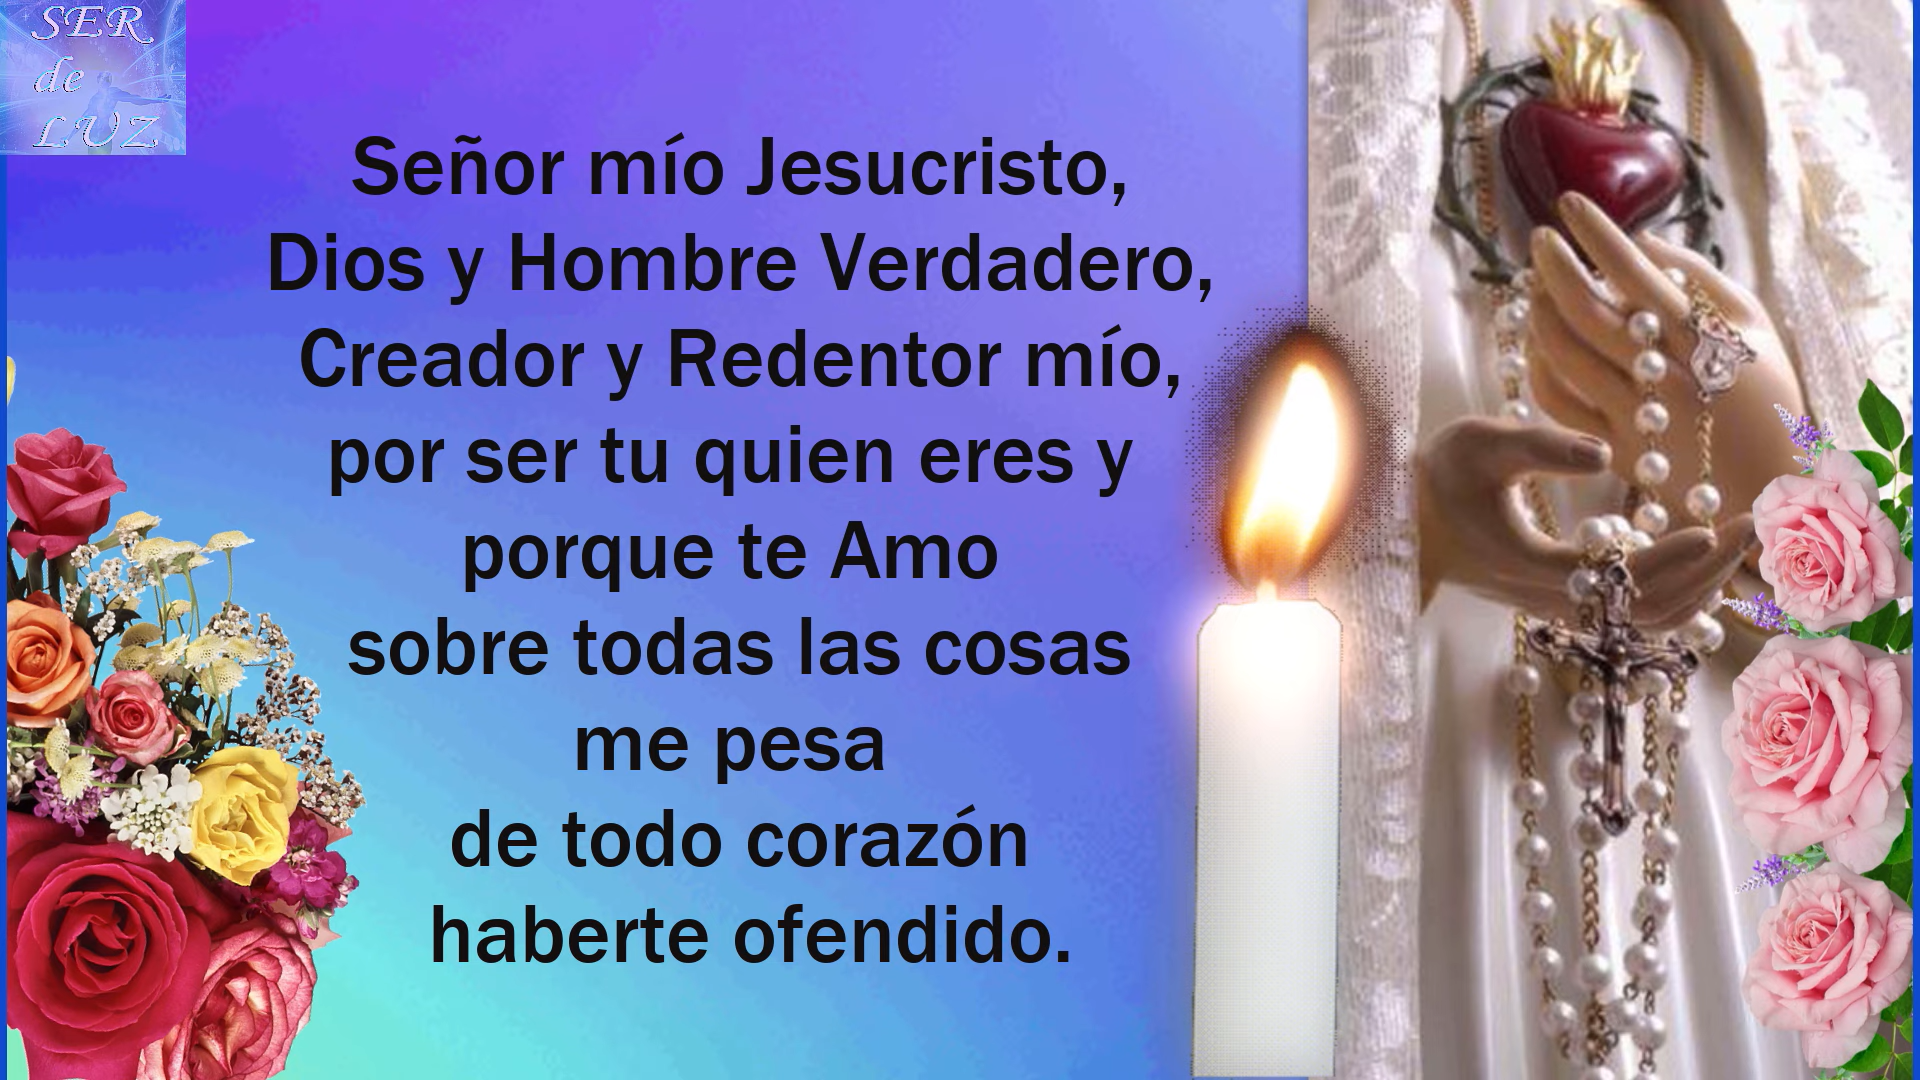 SER
de
LUZ
Señor mío Jesucristo,
Dios y Hombre Verdadero,
Creador y Redentor mío,
por ser tu quien eres y
porque te Amo
sobre todas las cosas
me pesa
de todo corazón
haberte ofendido.